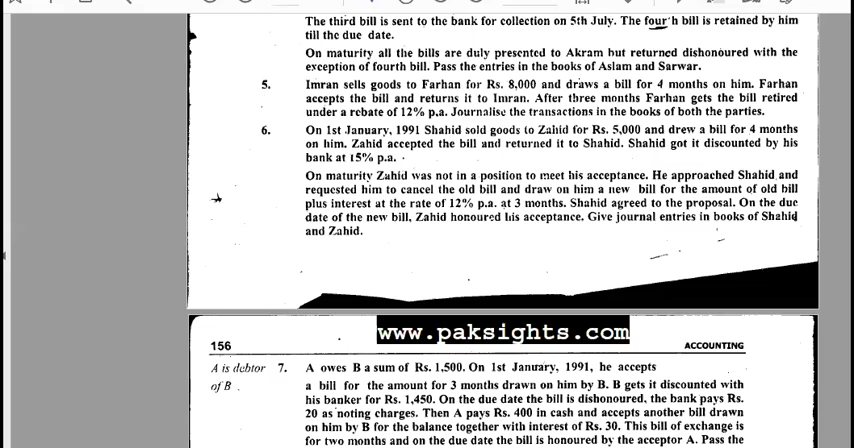 The third bill is sent to the bank for collection on 5th July. The four'h bill is retained by him
till the due date.
On maturity all the bills are duly presented to Akram but returned dishonoured with the
exception of fourth bill. Pass the entries in the books of Aslam and Sarwar.
5. Imran sells goods to Farhan for Rs. 8,000 and draws a bill for 4 months on him. Farhan
accepts the bill and returns it to Imran. After three months Farhan gets the bill retired
under a rebate of 12% p.a. Journalise the transactions in the books of both the parties.
6. On 1st January, 1991 Shahid sold goods to Zahid for Rs. 5,000 and drew a bill for 4 months
on him. Zahid accepted the bill and returned it to Shahid. Shahid got it discounted by his
bank at 15% p.a.
On maturity Zahid was not in a position to meet his acceptance. He approached Shahid and
requested him to cancel the old bill and draw on him a new bill for the amount of old bill
plus interest at the rate of 12% p.a. at 3 months. Shahid agreed to the proposal. On the due
date of the new bill, Zahid honoured his acceptance. Give journal entries in books of Shahid
and Zahid.
www.paksights.com
156 ACCOUNTING
A is debtor 7. A owes B a sum of Rs. 1,500. On 1st January, 1991, he accepts
of B a bill for the amount for 3 months drawn on him by B. B gets it discounted with
his banker for Rs. 1,450. On the due date the bill is dishonoured, the bank pays Rs.
20 as noting charges. Then A pays Rs. 400 in cash and accepts another bill drawn
on him by B for the balance together with interest of Rs. 30. This bill of exchange is
for two months and on the due date the bill is honoured by the acceptor A. Pass the